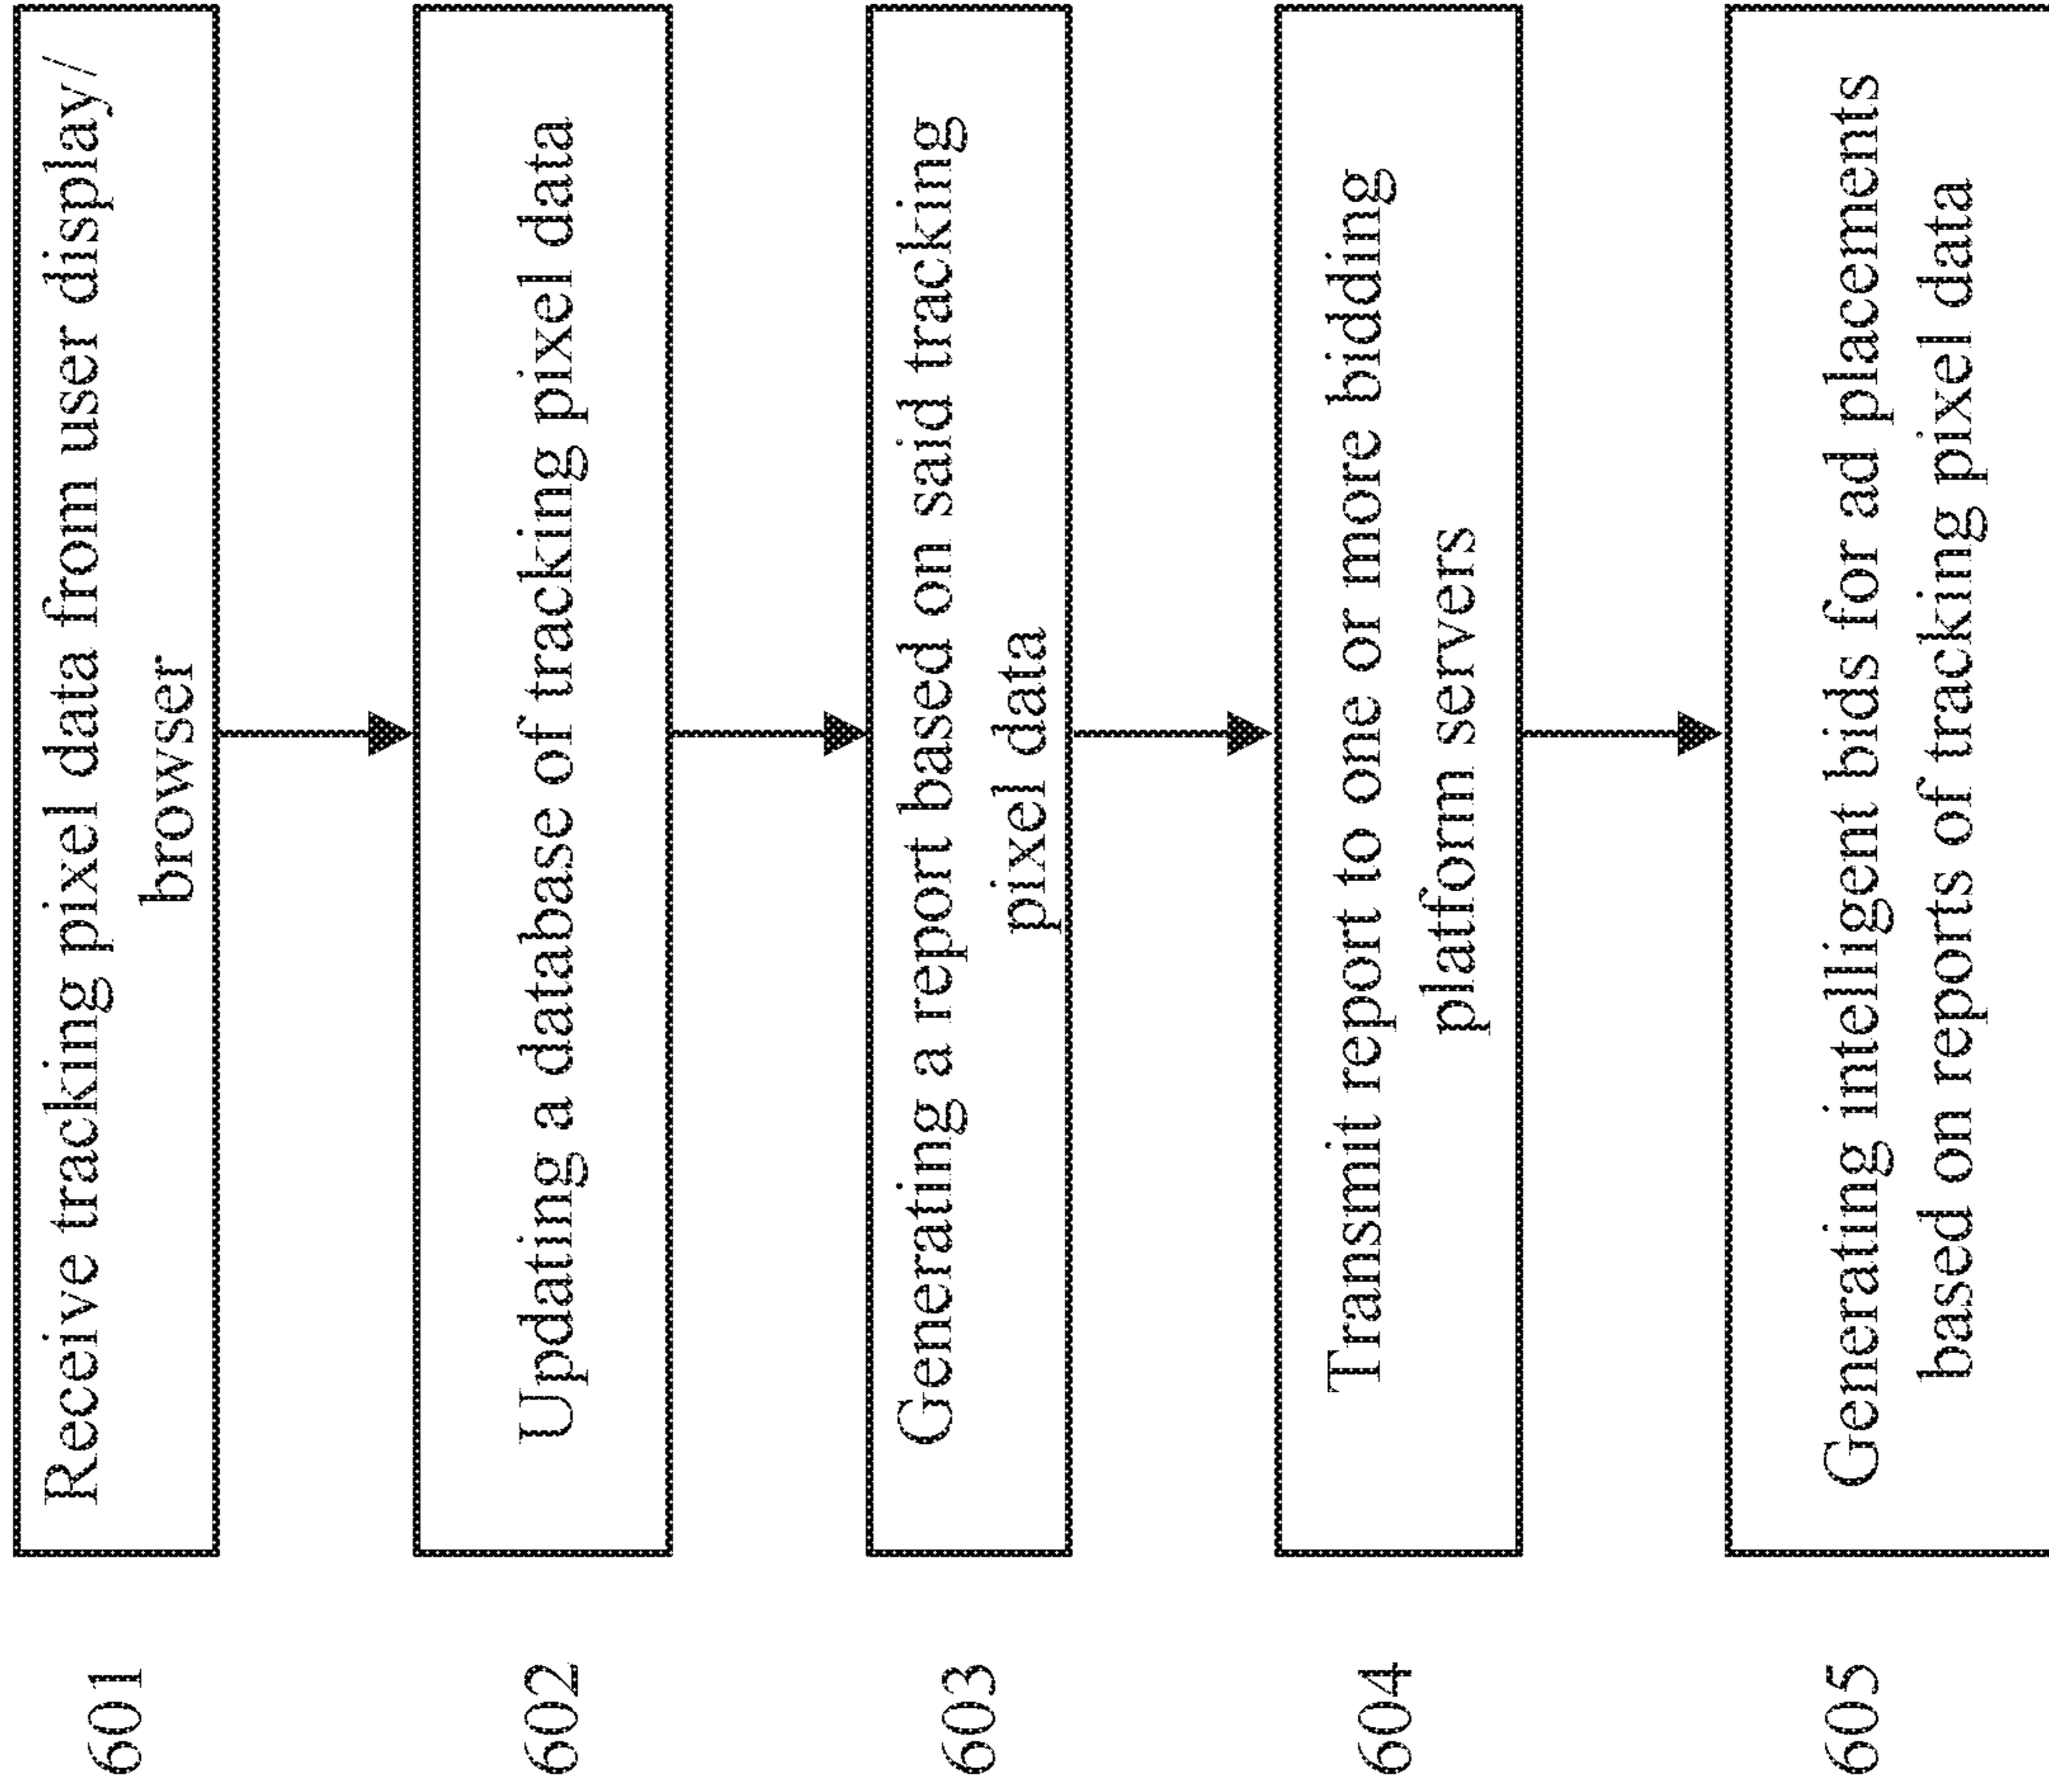 601
Receive tracking pixel data from user display/
browser
602
Updating a database of tracking pixel data
603
Generating a report based on said tracking
pixel data
604
Transmit report to one or more bidding
platform servers
605
Generating intelligent bids for ad placements
based on reports of tracking pixel data